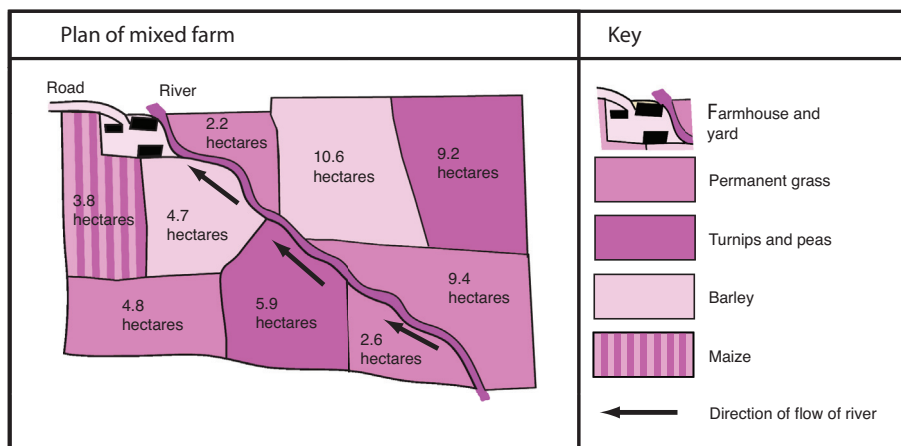 Plan of mixed farm
Key
Road
River
2.2
hectares
10.6
hectares
9.2
hectares
3.8
hectares
4.7
hectares
4.8
hectares
5.9
hectares
9.4
hectares
2.6
hectares
Farmhouse and
yard
Permanent grass
Turnips and peas
Barley
Maize
Direction of flow of river